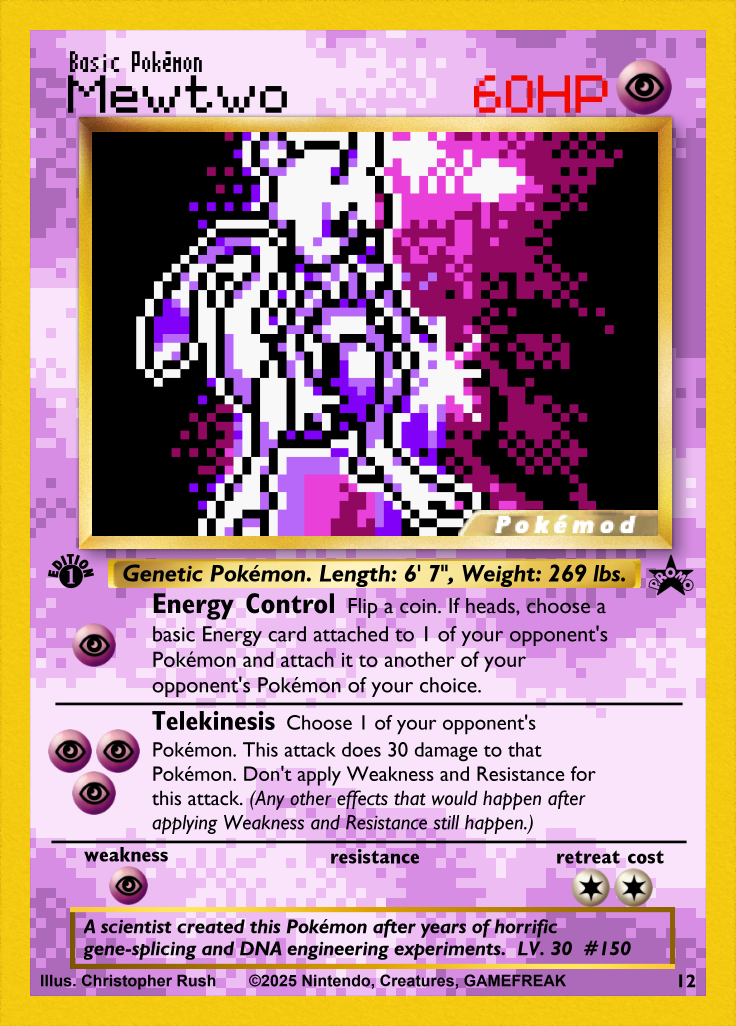 Basic Pokémon
Mewtwo 60HP
Pokémod
EDITION 1
Genetic Pokémon. Length: 6' 7", Weight: 269 lbs.
PROMO
Energy Control Flip a coin. If heads, choose a
basic Energy card attached to 1 of your opponent's
Pokémon and attach it to another of your
opponent's Pokémon of your choice.
Telekinesis Choose 1 of your opponent's
Pokémon. This attack does 30 damage to that
Pokémon. Don't apply Weakness and Resistance for
this attack. (Any other effects that would happen after
applying Weakness and Resistance still happen.)
weakness resistance retreat cost
A scientist created this Pokémon after years of horrific
gene-splicing and DNA engineering experiments. LV. 30 #150
Illus. Christopher Rush ©2025 Nintendo, Creatures, GAMEFREAK 12